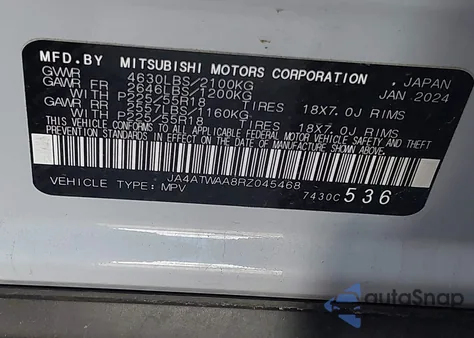 MFD.BY MITSUBISHI MOTORS CORPORATION . JAPAN
GVWR 4630LBS/2100KG JAN.2024
GAWR FR 2646LBS/1200KG
WITH P225/55R18 TIRES 18X7.0J RIMS
GAWR RR 2557LBS/1160KG
WITH P225/55R18 TIRES 18X7.0J RIMS
THIS VEHICLE CONFORMS TO ALL APPLICABLE FEDERAL MOTOR VEHICLE SAFETY AND THEFT
PREVENTION STANDARDS IN EFFECT ON THE DATE OF MANUFACTURE SHOWN ABOVE.
JA4ATWAA8RZ045468
VEHICLE TYPE: MPV 7430C 536
autoSnap